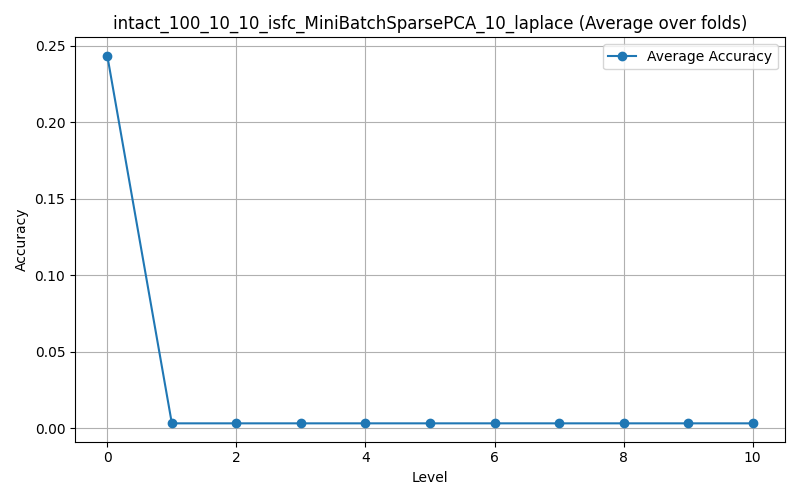 intact_100_10_10_isfc_MiniBatchSparsePCA_10_laplace (Average over folds)
Average Accuracy
0.25
0.20
0.15
0.10
0.05
0.00
Accuracy
0 2 4 6 8 10
Level